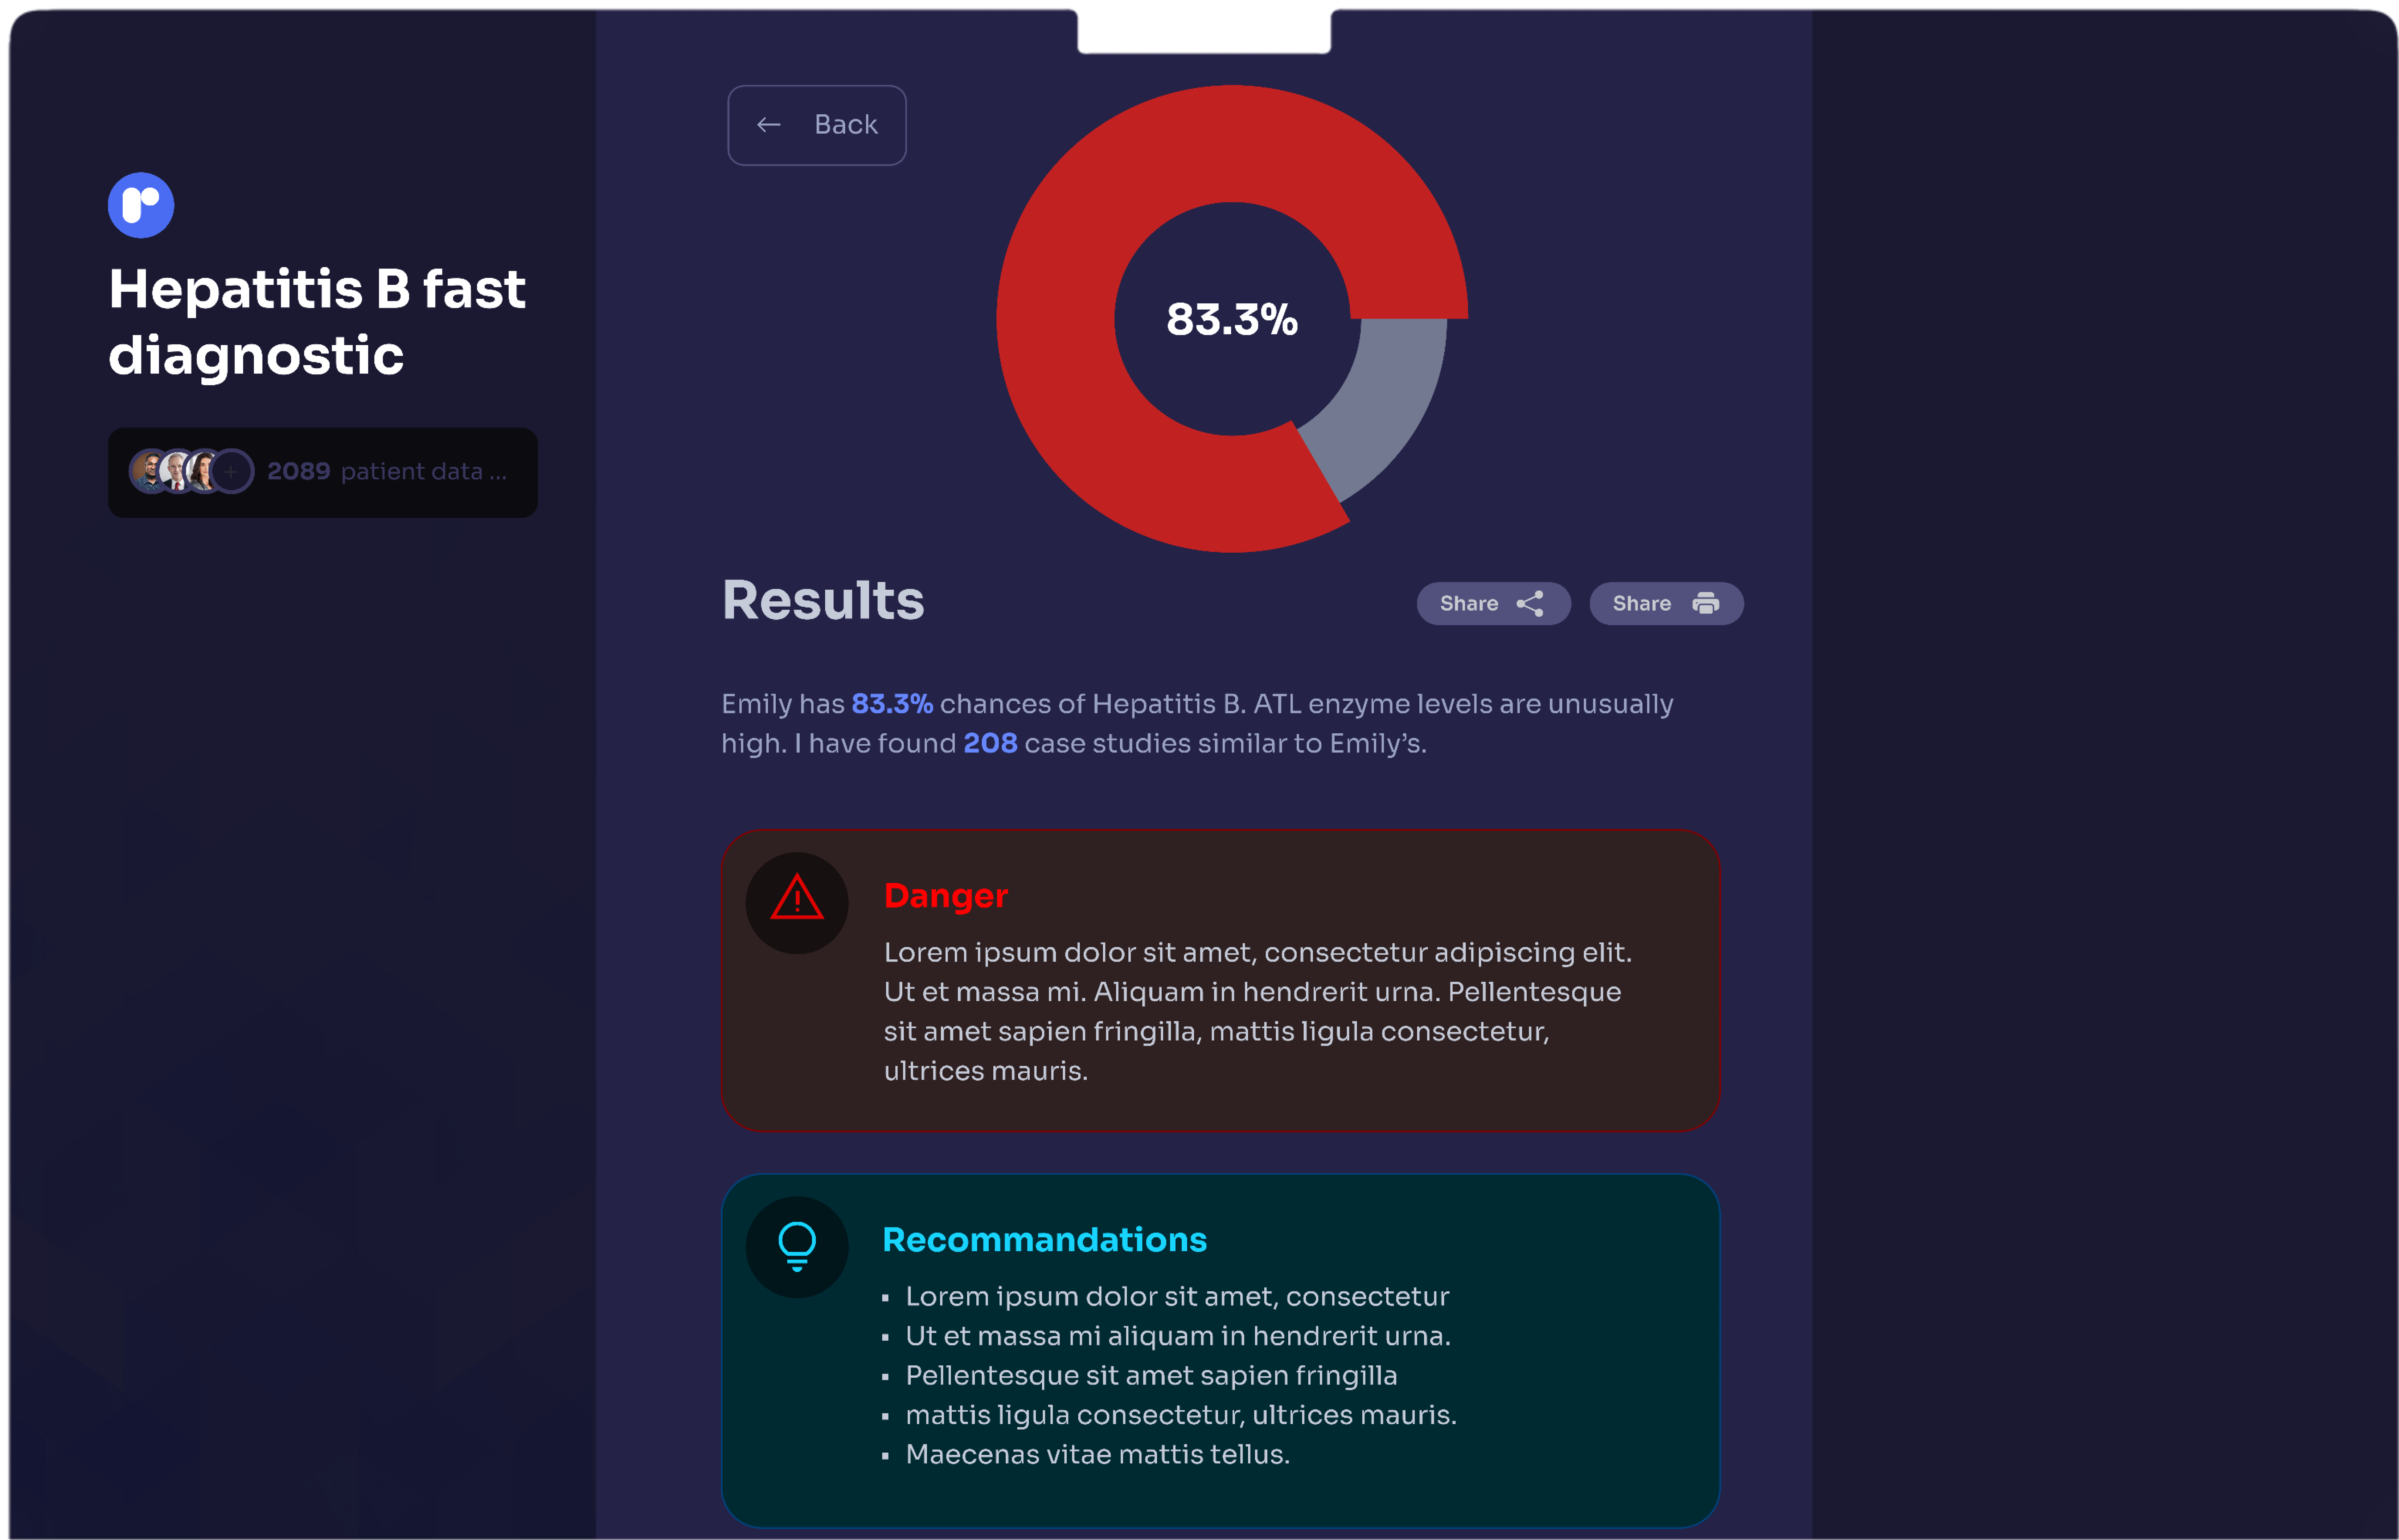 Back
83.3%
Hepatitis B fast
diagnostic
2089 patient data ...
Results
Share
Share
Emily has 83.3% chances of Hepatitis B. ATL enzyme levels are unusually
high. I have found 208 case studies similar to Emily’s.
Danger
Lorem ipsum dolor sit amet, consectetur adipiscing elit.
Ut et massa mi. Aliquam in hendrerit urna. Pellentesque
sit amet sapien fringilla, mattis ligula consectetur,
ultrices mauris.
Recommandations
▪ Lorem ipsum dolor sit amet, consectetur
▪ Ut et massa mi aliquam in hendrerit urna.
▪ Pellentesque sit amet sapien fringilla
▪ mattis ligula consectetur, ultrices mauris.
▪ Maecenas vitae mattis tellus.